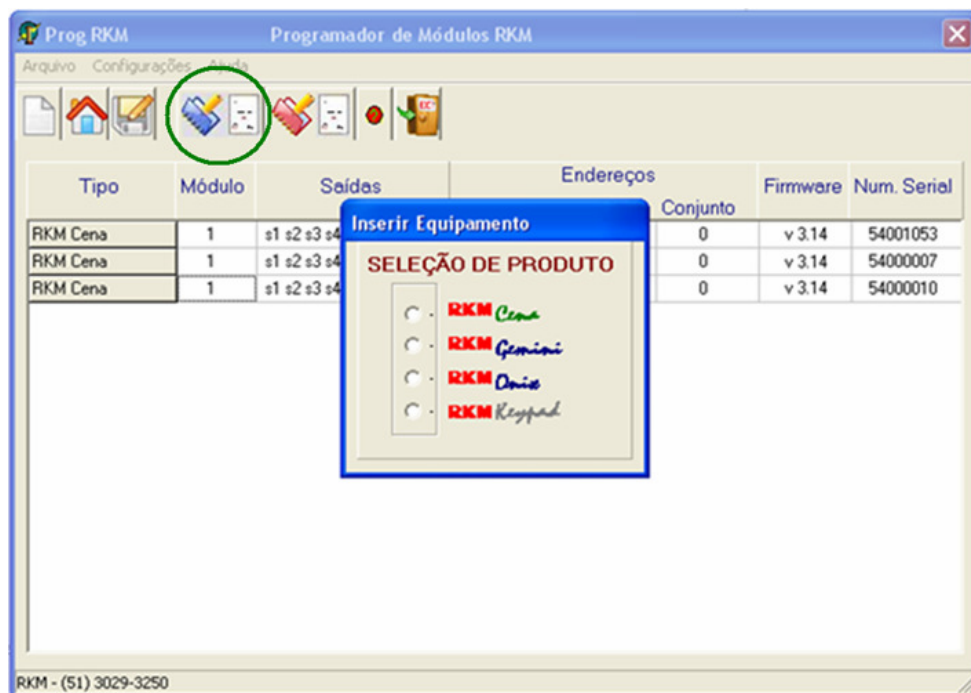 Prog RKM Programador de Módulos RKM
Arquivo Configurações Ajuda
Tipo Módulo Saídas Endereços Firmware Num. Serial
Conjunto
RKM Cena 1 s1 s2 s3 s4 0 v 3.14 54001053
RKM Cena 1 s1 s2 s3 s4 0 v 3.14 54000007
RKM Cena 1 s1 s2 s3 s4 0 v 3.14 54000010
Inserir Equipamento
SELEÇÃO DE PRODUTO
RKM Cena
RKM Gemini
RKM Onix
RKM Keypad
RKM - (51) 3029-3250